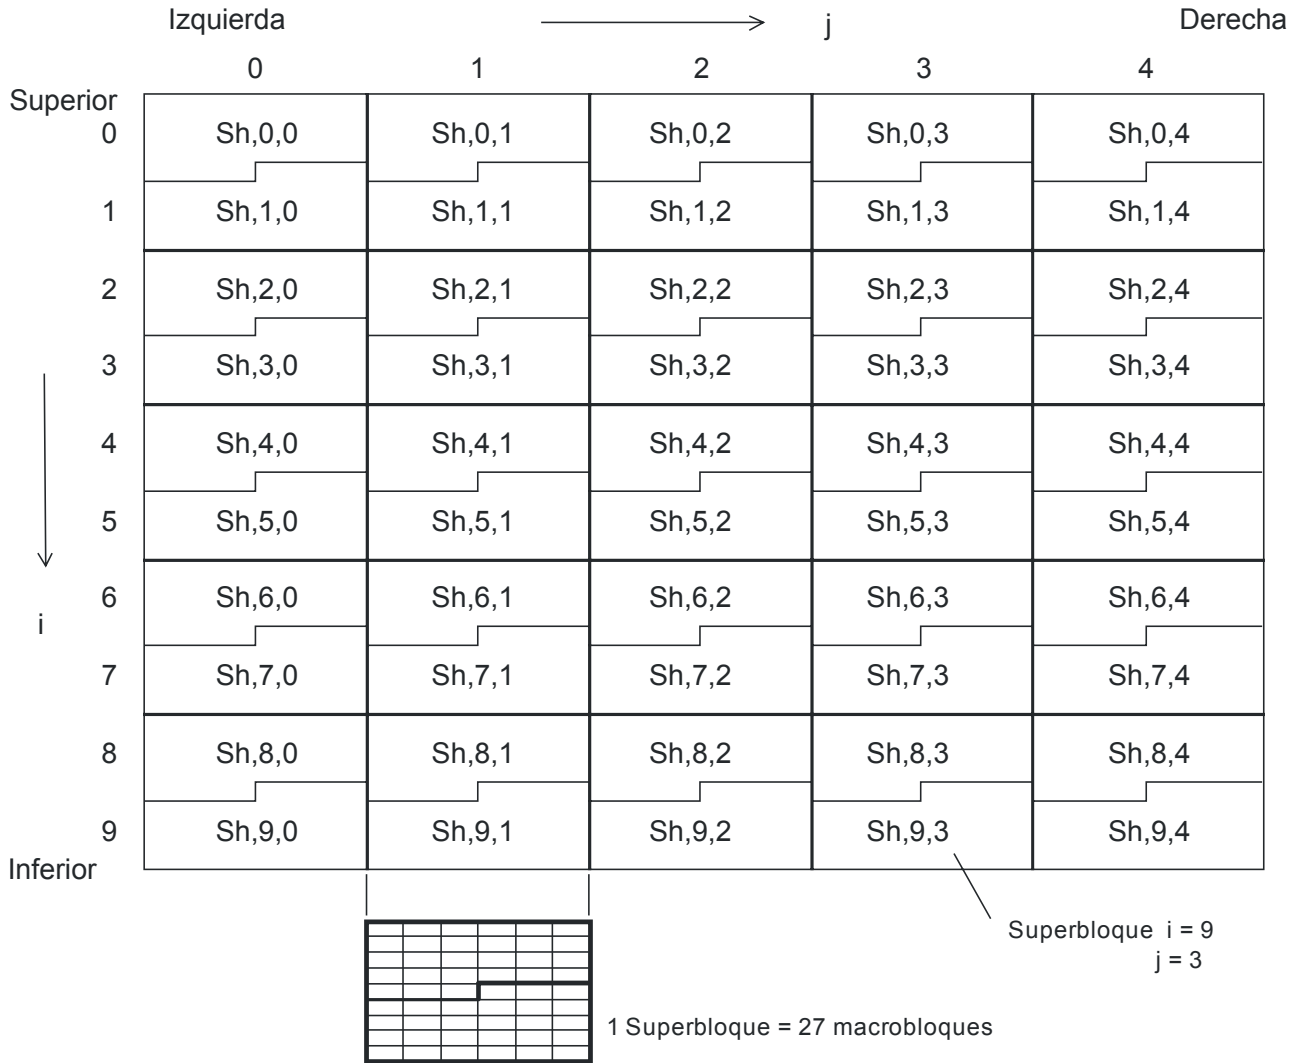 Izquierda j Derecha
0 1 2 3 4
Superior
0 Sh,0,0 Sh,0,1 Sh,0,2 Sh,0,3 Sh,0,4
1 Sh,1,0 Sh,1,1 Sh,1,2 Sh,1,3 Sh,1,4
2 Sh,2,0 Sh,2,1 Sh,2,2 Sh,2,3 Sh,2,4
3 Sh,3,0 Sh,3,1 Sh,3,2 Sh,3,3 Sh,3,4
4 Sh,4,0 Sh,4,1 Sh,4,2 Sh,4,3 Sh,4,4
5 Sh,5,0 Sh,5,1 Sh,5,2 Sh,5,3 Sh,5,4
6 Sh,6,0 Sh,6,1 Sh,6,2 Sh,6,3 Sh,6,4
i
7 Sh,7,0 Sh,7,1 Sh,7,2 Sh,7,3 Sh,7,4
8 Sh,8,0 Sh,8,1 Sh,8,2 Sh,8,3 Sh,8,4
9 Sh,9,0 Sh,9,1 Sh,9,2 Sh,9,3 Sh,9,4
Inferior
Superbloque i = 9
j = 3
1 Superbloque = 27 macrobloques